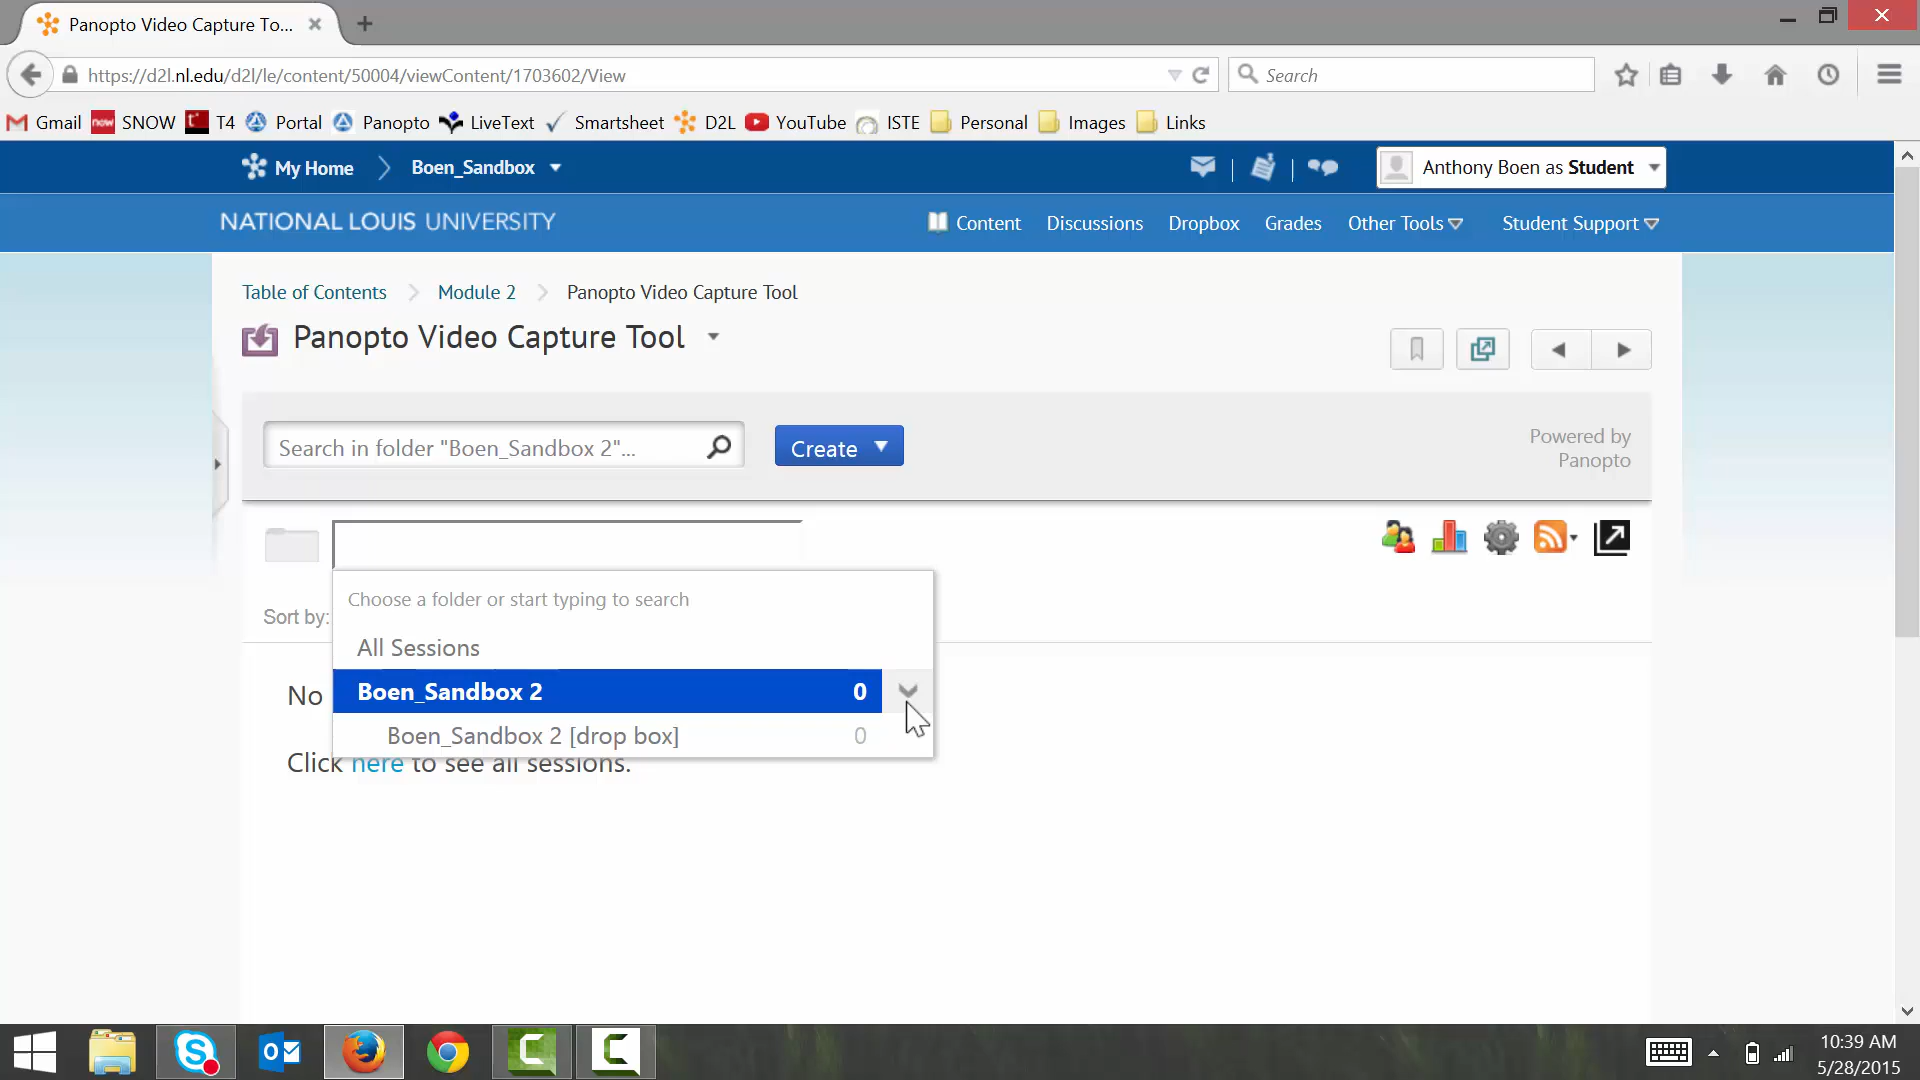 Panopto Video Capture To...
https://d2l.nl.edu/d2l/le/content/50004/viewContent/1703602/View
Search
Gmail
now SNOW
T4
Portal
Panopto
LiveText
Smartsheet
D2L
YouTube
ISTE
Personal
Images
Links
My Home
Boen_Sandbox
Anthony Boen as Student
NATIONAL LOUIS UNIVERSITY
Content
Discussions
Dropbox
Grades
Other Tools
Student Support
Table of Contents
Module 2
Panopto Video Capture Tool
Panopto Video Capture Tool
Search in folder "Boen_Sandbox 2"...
Create
Powered by
Panopto
Choose a folder or start typing to search
Sort by:
All Sessions
No
Boen_Sandbox 2 0
Boen_Sandbox 2 [drop box] 0
Click here to see all sessions.
10:39 AM
5/28/2015